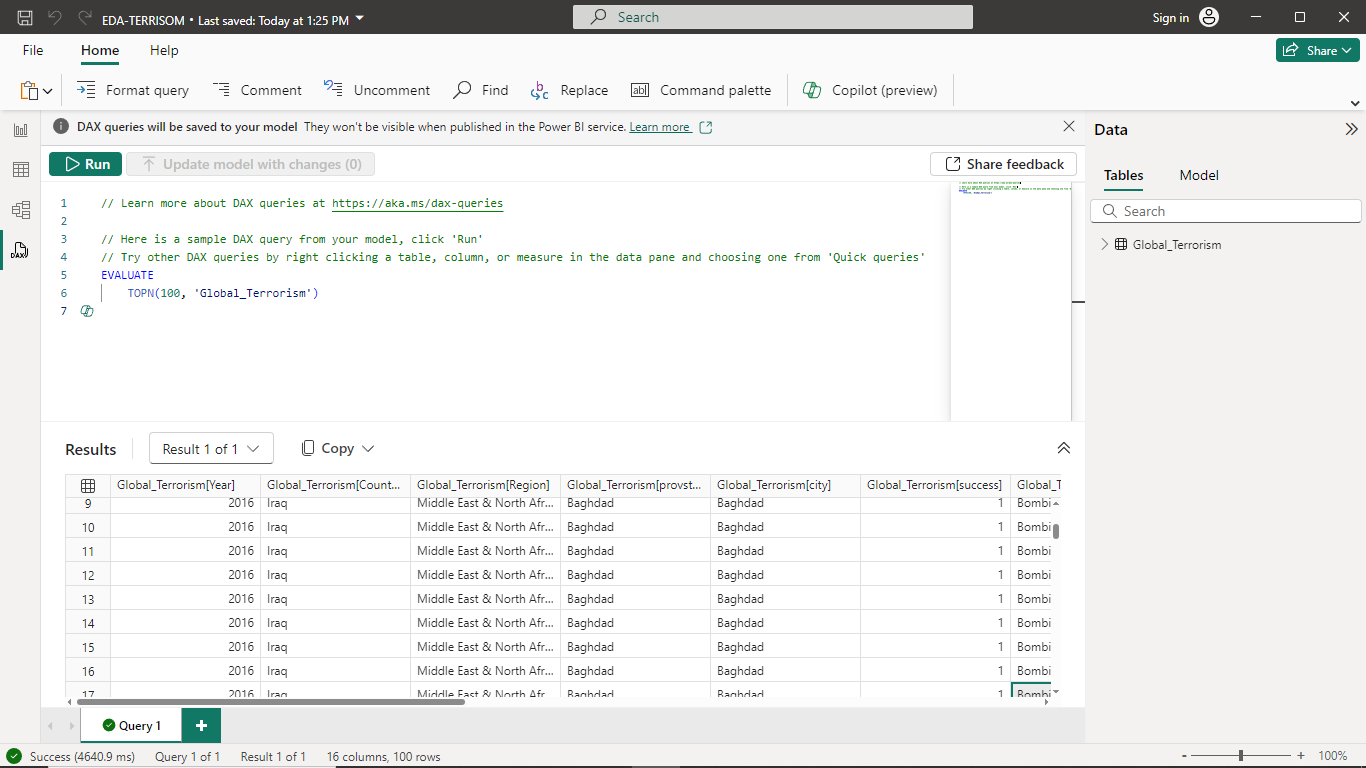 EDA-TERRISOM • Last saved: Today at 1:25 PM
Search
Sign in
File
Home
Help
Share
Format query
Comment
Uncomment
Find
Replace
Command palette
Copilot (preview)
DAX queries will be saved to your model They won't be visible when published in the Power BI service. Learn more
Run
Update model with changes (0)
Share feedback
1 // Learn more about DAX queries at https://aka.ms/dax-queries
2
3 // Here is a sample DAX query from your model, click 'Run'
4 // Try other DAX queries by right clicking a table, column, or measure in the data pane and choosing one from 'Quick queries'
5 EVALUATE
6 TOPN(100, 'Global_Terrorism')
7
Data
Tables
Model
Search
Global_Terrorism
DAX
Results
Result 1 of 1
Copy
Global_Terrorism[Year] Global_Terrorism[Count... Global_Terrorism[Region] Global_Terrorism[provst... Global_Terrorism[city] Global_Terrorism[success] Global_T
9 2016 Iraq Middle East & North Afr... Baghdad Baghdad 1 Bombi
10 2016 Iraq Middle East & North Afr... Baghdad Baghdad 1 Bombi
11 2016 Iraq Middle East & North Afr... Baghdad Baghdad 1 Bombi
12 2016 Iraq Middle East & North Afr... Baghdad Baghdad 1 Bombi
13 2016 Iraq Middle East & North Afr... Baghdad Baghdad 1 Bombi
14 2016 Iraq Middle East & North Afr... Baghdad Baghdad 1 Bombi
15 2016 Iraq Middle East & North Afr... Baghdad Baghdad 1 Bombi
16 2016 Iraq Middle East & North Afr... Baghdad Baghdad 1 Bombi
17 2016 Iraq Middle East & North Afr... Baghdad Baghdad 1 Bombi
Query 1
Success (4640.9 ms) Query 1 of 1 Result 1 of 1 16 columns, 100 rows
- + 100%